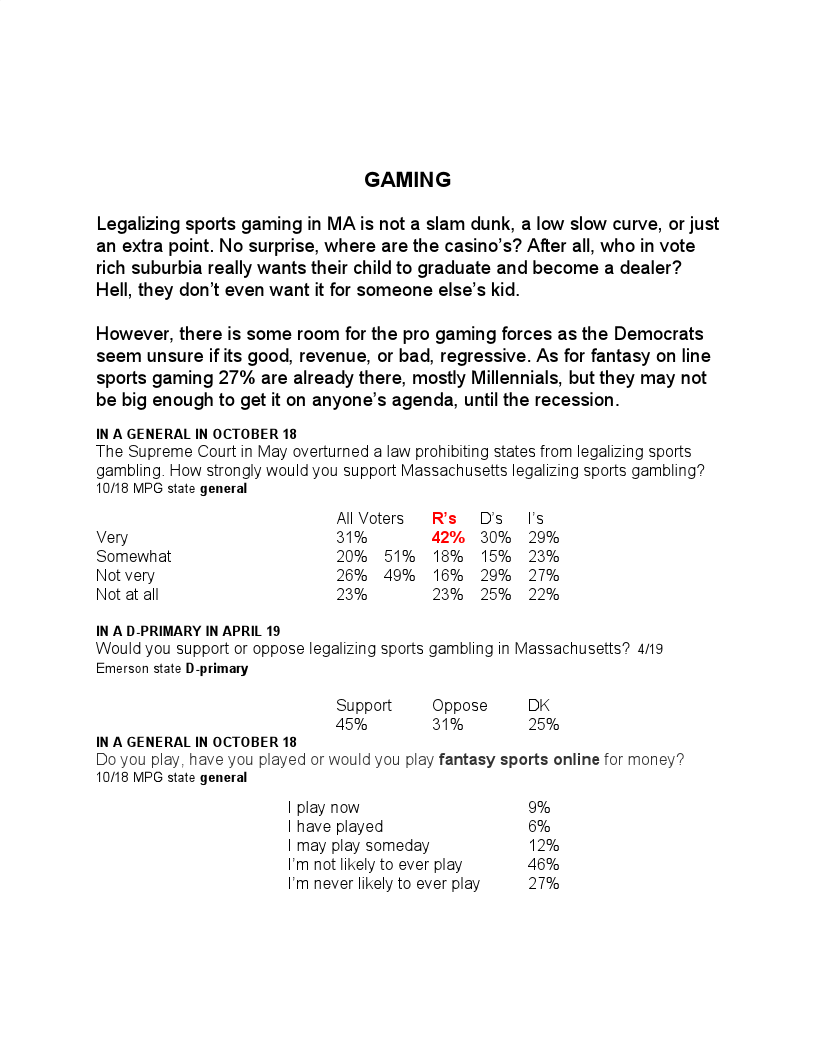 GAMING
Legalizing sports gaming in MA is not a slam dunk, a low slow curve, or just
an extra point. No surprise, where are the casino’s? After all, who in vote
rich suburbia really wants their child to graduate and become a dealer?
Hell, they don’t even want it for someone else’s kid.
However, there is some room for the pro gaming forces as the Democrats
seem unsure if its good, revenue, or bad, regressive. As for fantasy on line
sports gaming 27% are already there, mostly Millennials, but they may not
be big enough to get it on anyone’s agenda, until the recession.
IN A GENERAL IN OCTOBER 18
The Supreme Court in May overturned a law prohibiting states from legalizing sports
gambling. How strongly would you support Massachusetts legalizing sports gambling?
10/18 MPG state general
All Voters R’s D’s I’s
Very 31% 42% 30% 29%
Somewhat 20% 51% 18% 15% 23%
Not very 26% 49% 16% 29% 27%
Not at all 23% 23% 25% 22%
IN A D-PRIMARY IN APRIL 19
Would you support or oppose legalizing sports gambling in Massachusetts? 4/19
Emerson state D-primary
Support Oppose DK
45% 31% 25%
IN A GENERAL IN OCTOBER 18
Do you play, have you played or would you play fantasy sports online for money?
10/18 MPG state general
I play now 9%
I have played 6%
I may play someday 12%
I’m not likely to ever play 46%
I’m never likely to ever play 27%